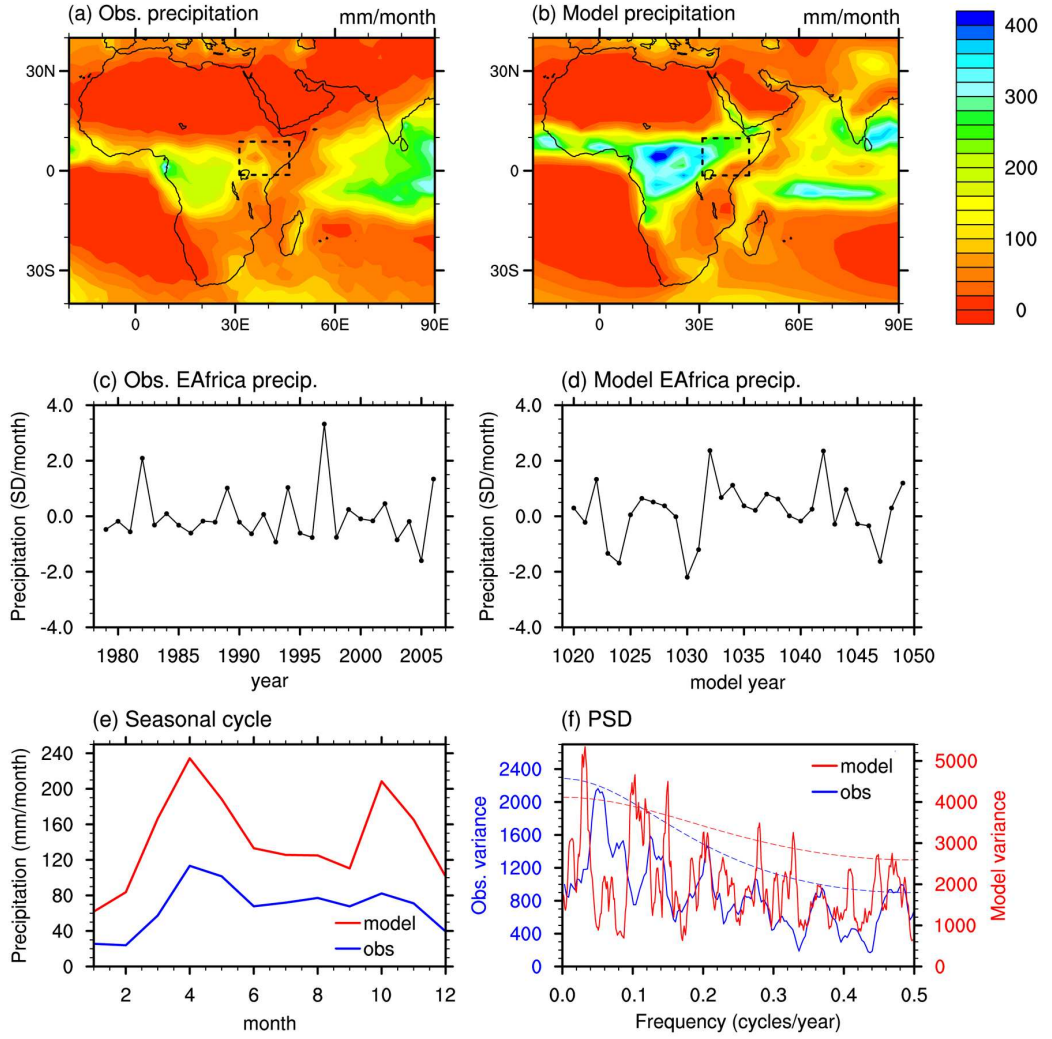 (a) Obs. precipitation mm/month
(b) Model precipitation mm/month
30N
0
30S
0 30E 60E 90E
30N
0
30S
0 30E 60E 90E
400
300
200
100
0
(c) Obs. EAfrica precip.
Precipitation (SD/month)
4.0
2.0
0.0
-2.0
-4.0
1980 1985 1990 1995 2000 2005
year
(d) Model EAfrica precip.
Precipitation (SD/month)
4.0
2.0
0.0
-2.0
-4.0
1020 1025 1030 1035 1040 1045 1050
model year
(e) Seasonal cycle
Precipitation (mm/month)
240
200
160
120
80
40
0
model
obs
2 4 6 8 10 12
month
(f) PSD
Obs. variance
2400
2000
1600
1200
800
400
0
model
obs
5000
4000
3000
2000
1000
0
Model variance
0.0 0.1 0.2 0.3 0.4 0.5
Frequency (cycles/year)